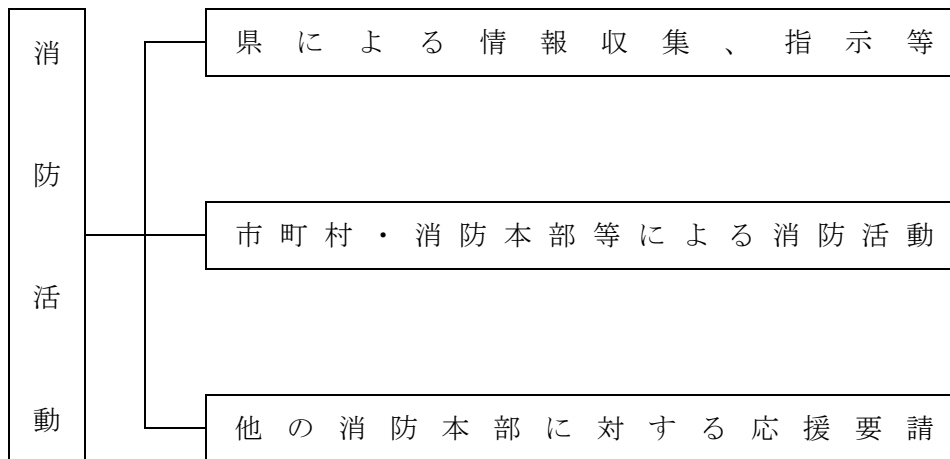 消防活動
県による情報収集、指示等
市町村・消防本部等による消防活動
他の消防本部に対する応援要請